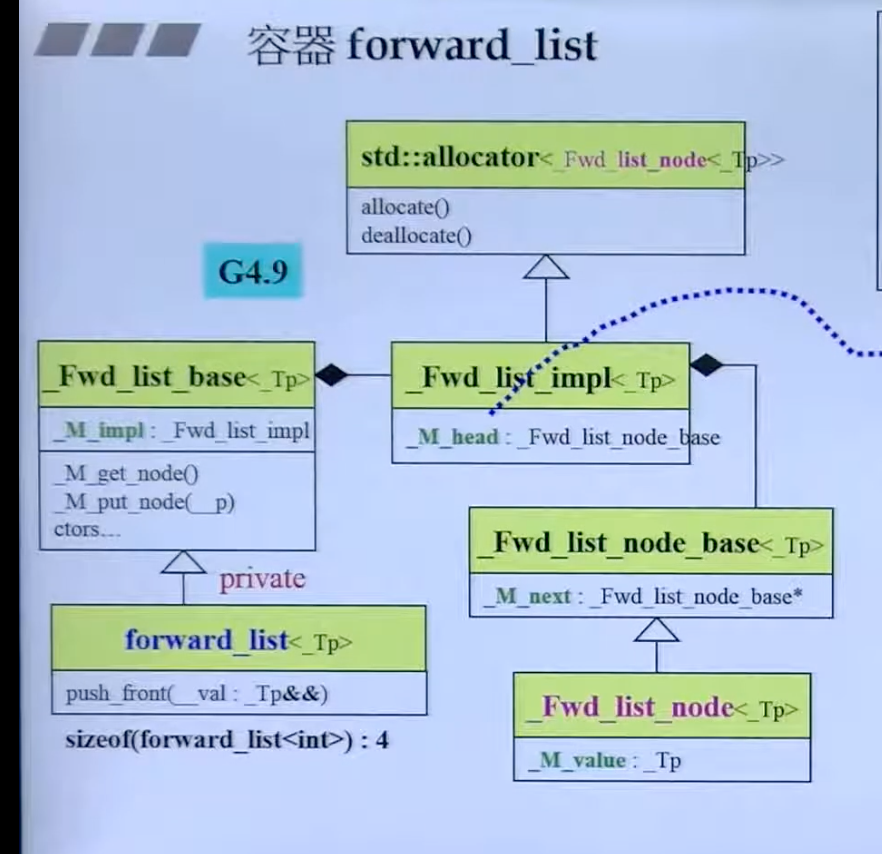 容器 forward_list
std::allocator<_Fwd_list_node<_Tp>>
allocate()
deallocate()
G4.9
_Fwd_list_base<_Tp>
_M_impl : _Fwd_list_impl
_M_get_node()
_M_put_node(__p)
ctors...
_Fwd_list_impl<_Tp>
_M_head : _Fwd_list_node_base
private
forward_list<_Tp>
push_front(__val : _Tp&&)
sizeof(forward_list<int>) : 4
_Fwd_list_node_base<_Tp>
_M_next : _Fwd_list_node_base*
_Fwd_list_node<_Tp>
_M_value : _Tp